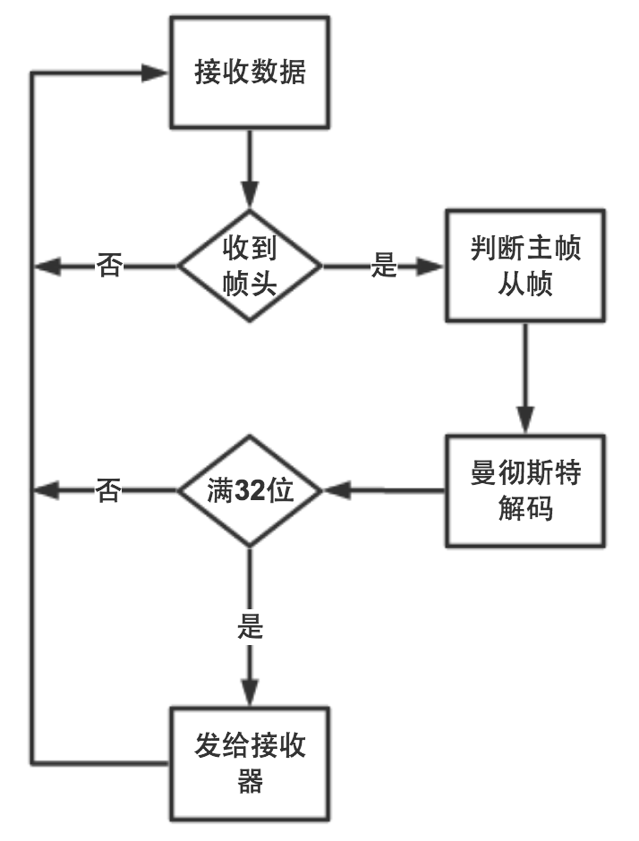 接收数据
收到
帧头
否
是
判断主帧
从帧
曼彻斯特
解码
满32位
否
是
发给接收
器